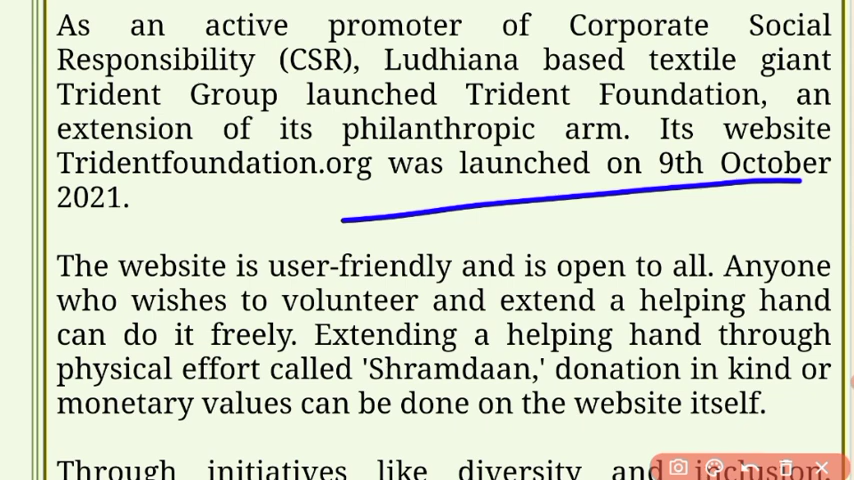 As an active promoter of Corporate Social
Responsibility (CSR), Ludhiana based textile giant
Trident Group launched Trident Foundation, an
extension of its philanthropic arm. Its website
Tridentfoundation.org was launched on 9th October
2021.
The website is user-friendly and is open to all. Anyone
who wishes to volunteer and extend a helping hand
can do it freely. Extending a helping hand through
physical effort called 'Shramdaan,' donation in kind or
monetary values can be done on the website itself.
Through initiatives like diversity and inclusion,